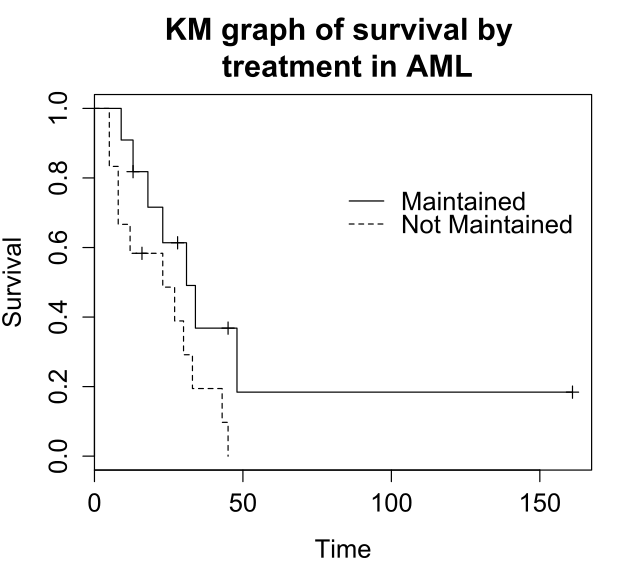 KM graph of survival by
treatment in AML
Survival
1.0
0.8
0.6
0.4
0.2
0.0
Maintained
Not Maintained
0 50 100 150
Time